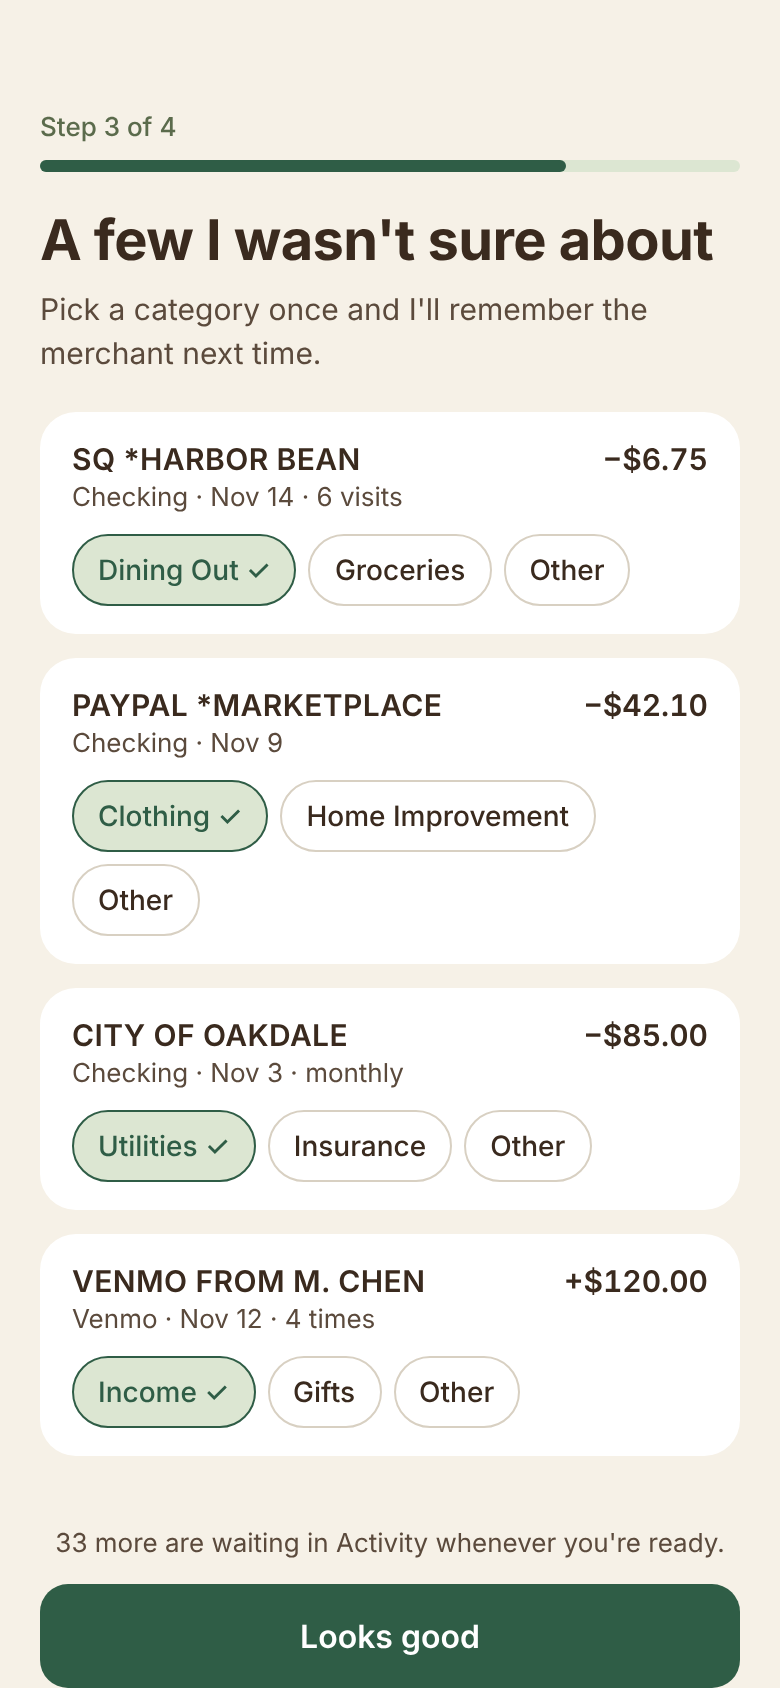 Step 3 of 4
A few I wasn't sure about
Pick a category once and I'll remember the
merchant next time.
SQ *HARBOR BEAN −$6.75
Checking · Nov 14 · 6 visits
Dining Out ✓ Groceries Other
PAYPAL *MARKETPLACE −$42.10
Checking · Nov 9
Clothing ✓ Home Improvement
Other
CITY OF OAKDALE −$85.00
Checking · Nov 3 · monthly
Utilities ✓ Insurance Other
VENMO FROM M. CHEN +$120.00
Venmo · Nov 12 · 4 times
Income ✓ Gifts Other
33 more are waiting in Activity whenever you're ready.
Looks good